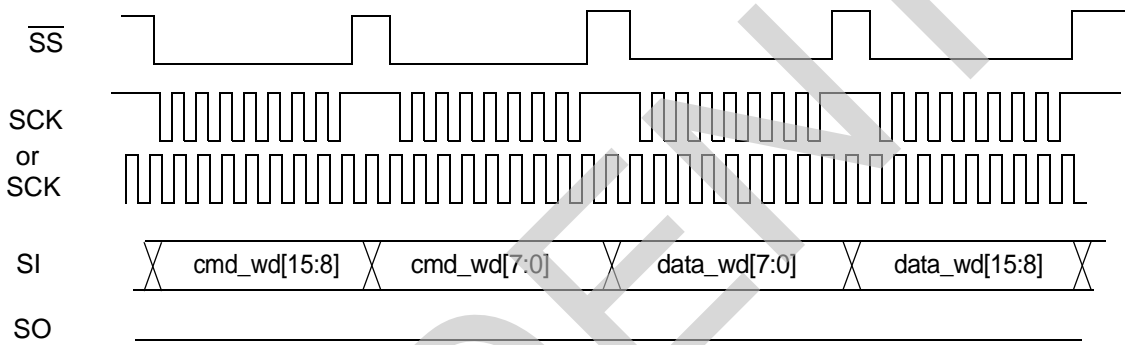 SS
SCK
or
SCK
SI
cmd_wd[15:8]
cmd_wd[7:0]
data_wd[7:0]
data_wd[15:8]
SO